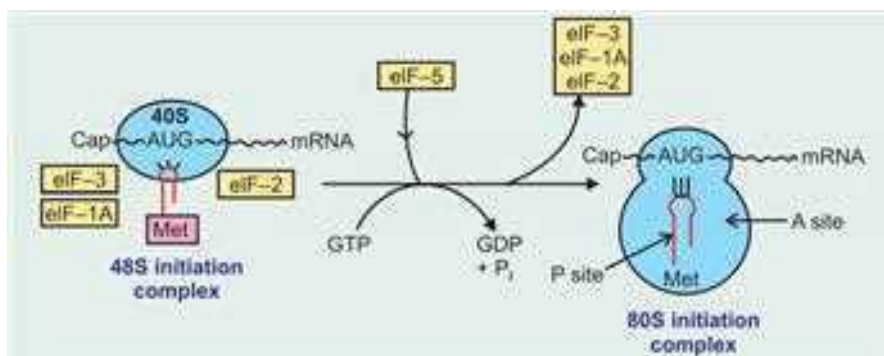 eIF–3
eIF–1A
eIF–2
eIF–5
40S
Cap AUG mRNA
eIF–3
eIF–2
eIF–1A
Met
48S initiation
complex
GTP
GDP
+ Pi
Cap AUG mRNA
A site
P site
Met
80S initiation
complex